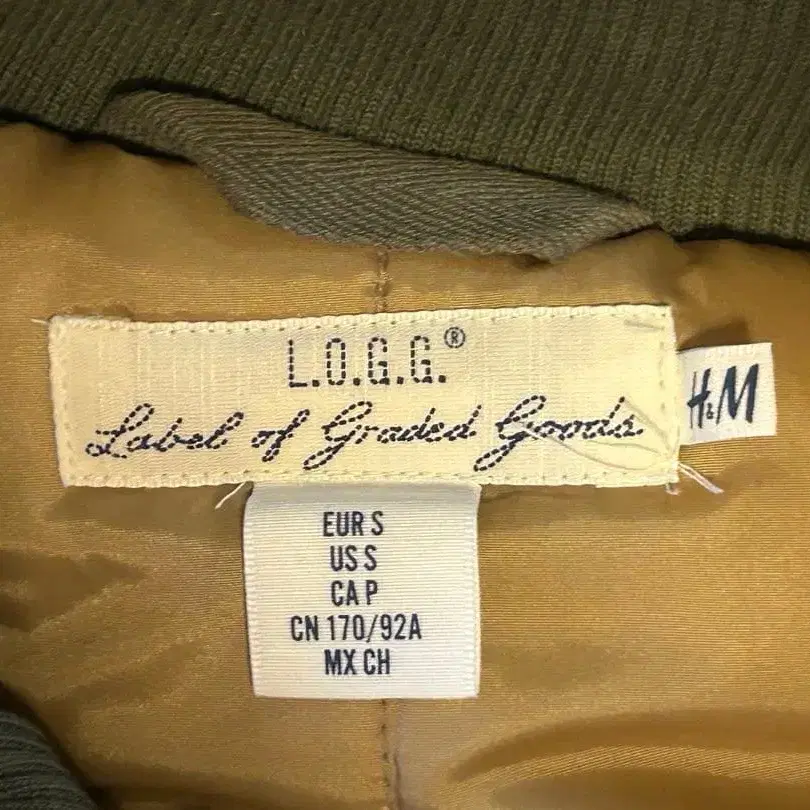 L.O.G.G.®
Label of Graded Goods
H&M
EUR S
US S
CA P
CN 170/92A
MX CH